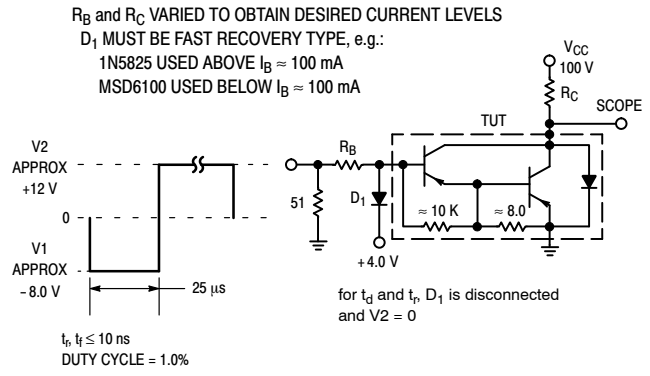 R_B and R_C VARIED TO OBTAIN DESIRED CURRENT LEVELS
D_1 MUST BE FAST RECOVERY TYPE, e.g.:
1N5825 USED ABOVE I_B ≈ 100 mA
MSD6100 USED BELOW I_B ≈ 100 mA
V_CC
100 V
R_C
SCOPE
TUT
V2
APPROX
+12 V
0
V1
APPROX
- 8.0 V
25 μs
R_B
51
D_1
≈ 10 K
≈ 8.0
+ 4.0 V
for t_d and t_r, D_1 is disconnected
and V2 = 0
t_r, t_f ≤ 10 ns
DUTY CYCLE = 1.0%